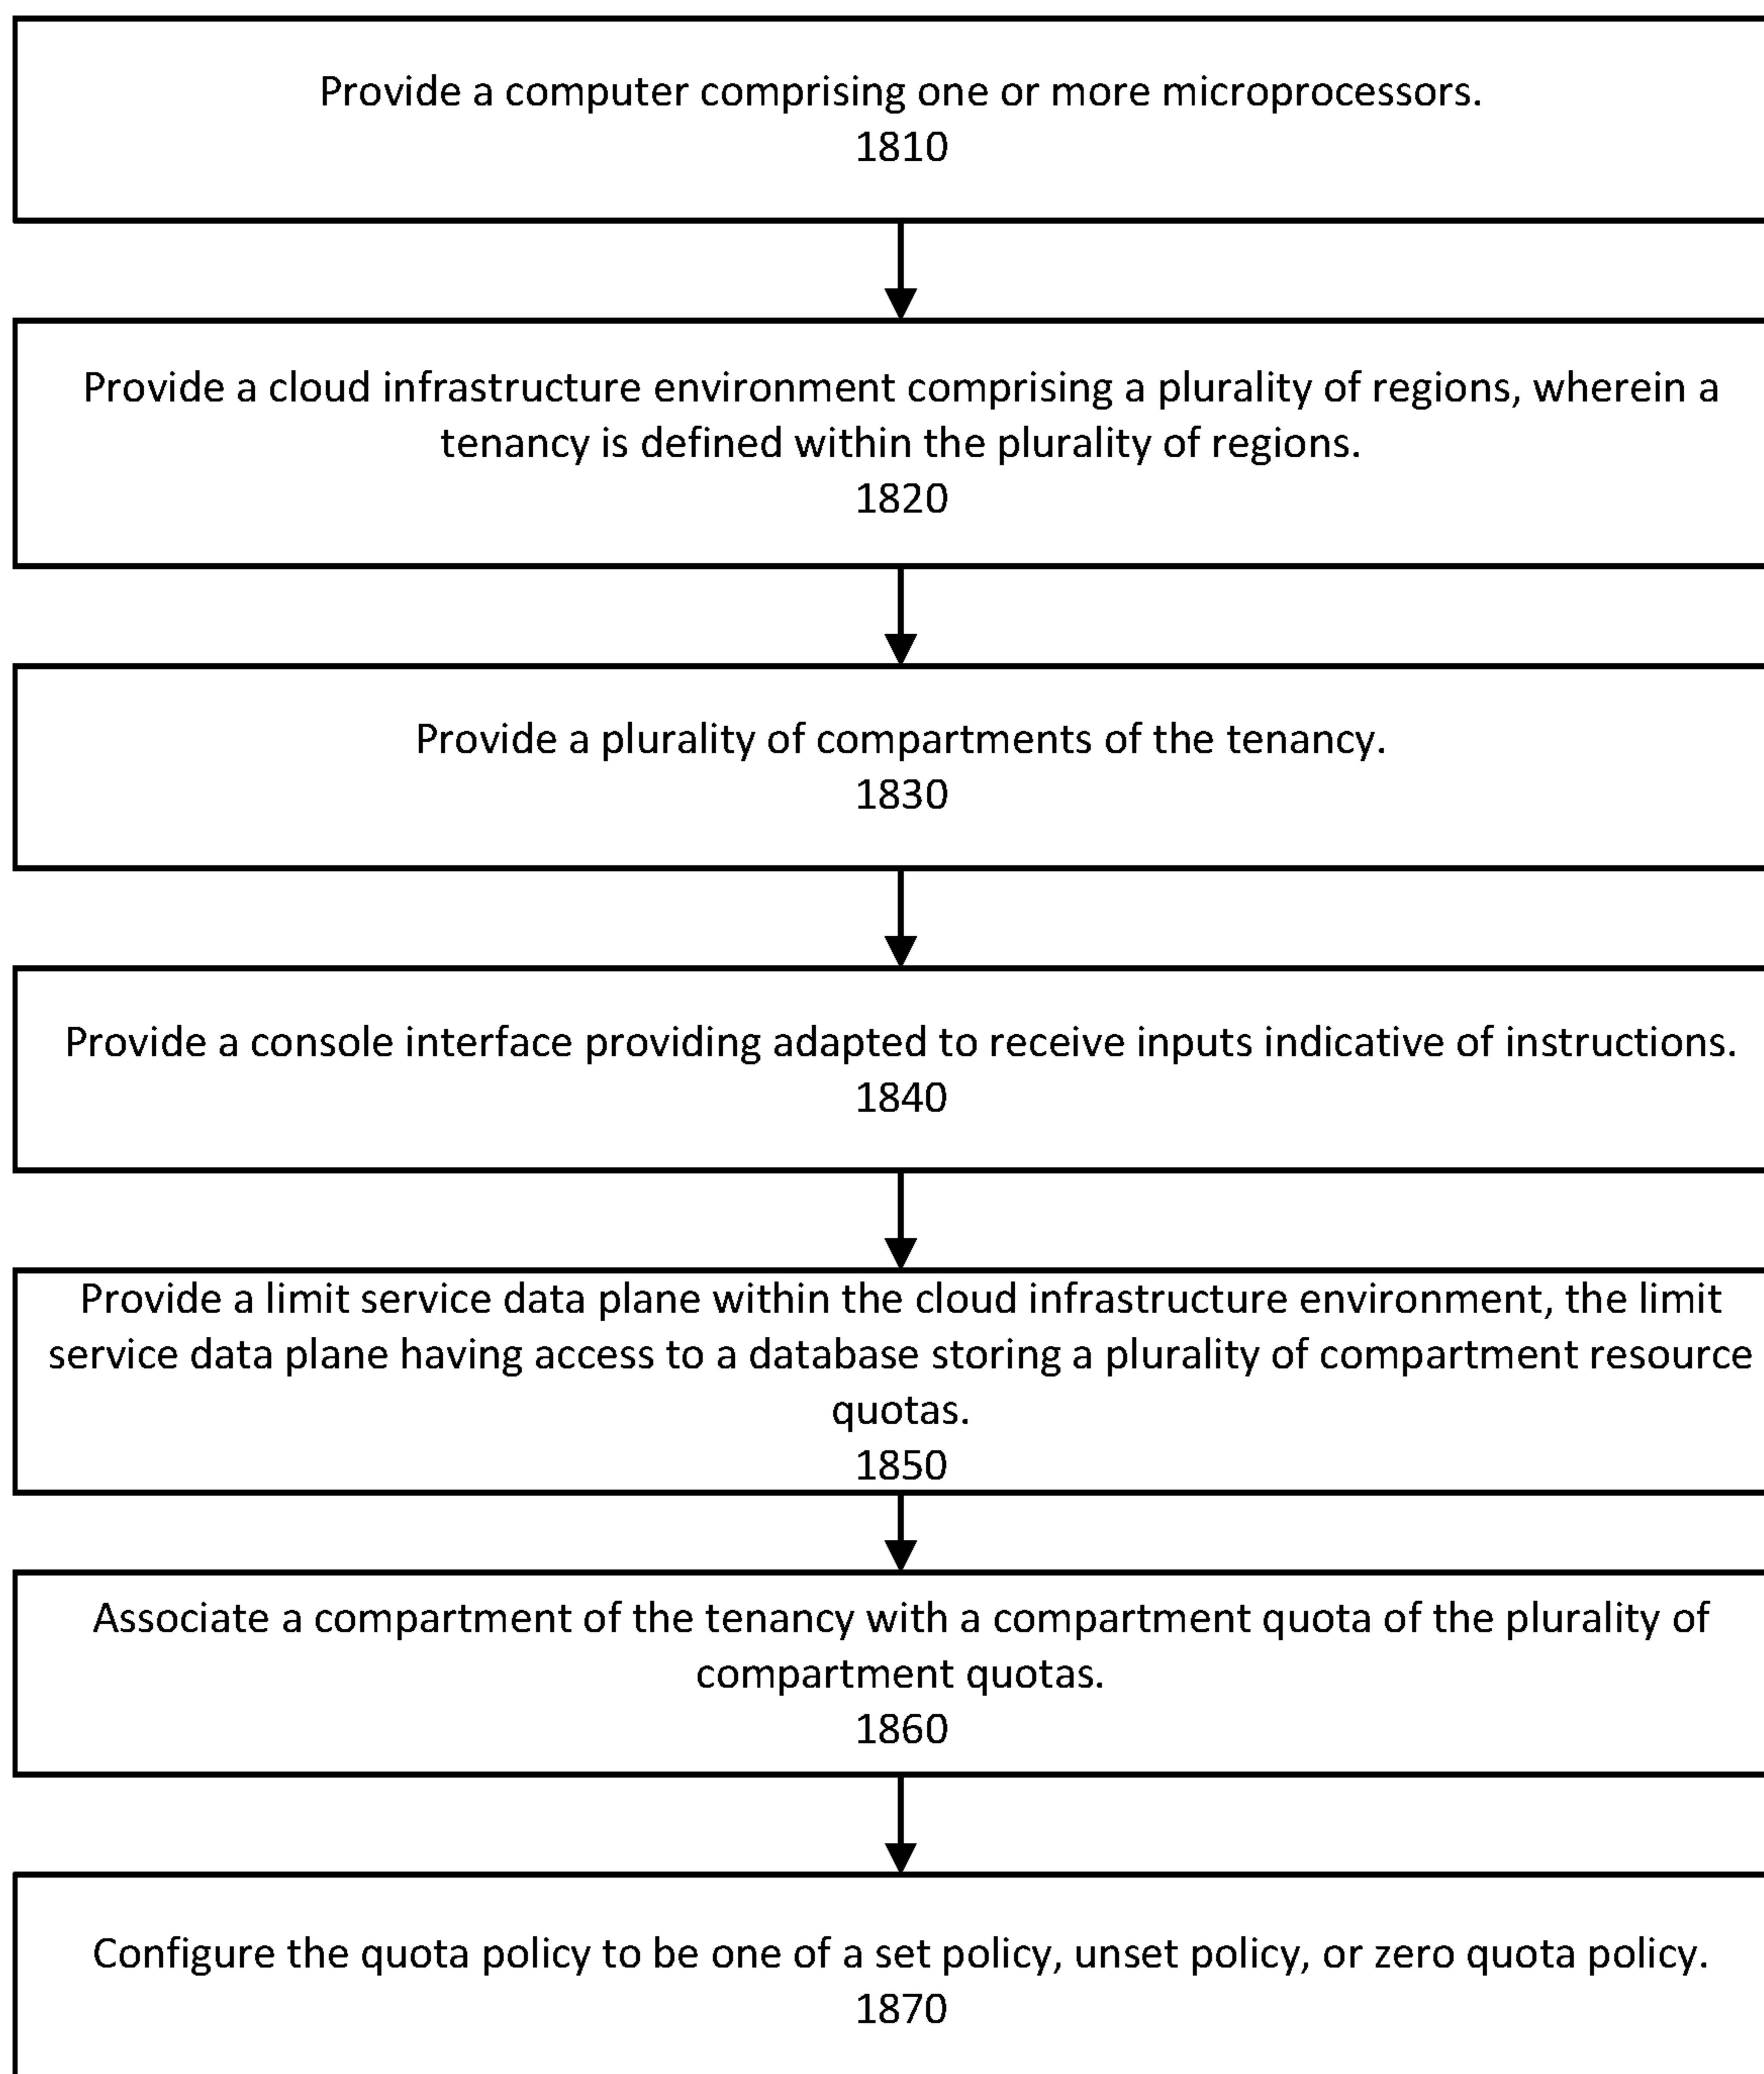 Provide a computer comprising one or more microprocessors.
1810
Provide a cloud infrastructure environment comprising a plurality of regions, wherein a
tenancy is defined within the plurality of regions.
1820
Provide a plurality of compartments of the tenancy.
1830
Provide a console interface providing adapted to receive inputs indicative of instructions.
1840
Provide a limit service data plane within the cloud infrastructure environment, the limit
service data plane having access to a database storing a plurality of compartment resource
quotas.
1850
Associate a compartment of the tenancy with a compartment quota of the plurality of
compartment quotas.
1860
Configure the quota policy to be one of a set policy, unset policy, or zero quota policy.
1870